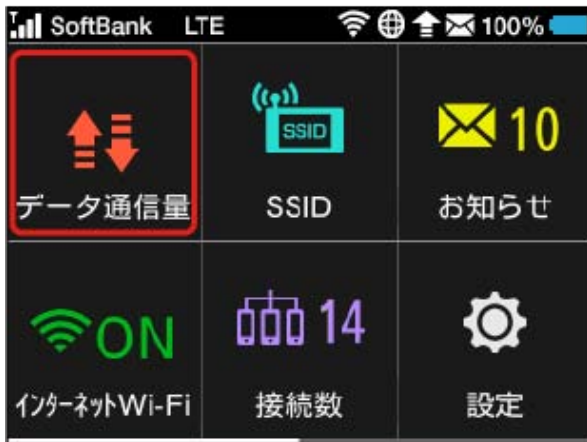 SoftBank LTE 100%
SSID
10
データ通信量
SSID
お知らせ
ON
14
インターネットWi-Fi
接続数
設定